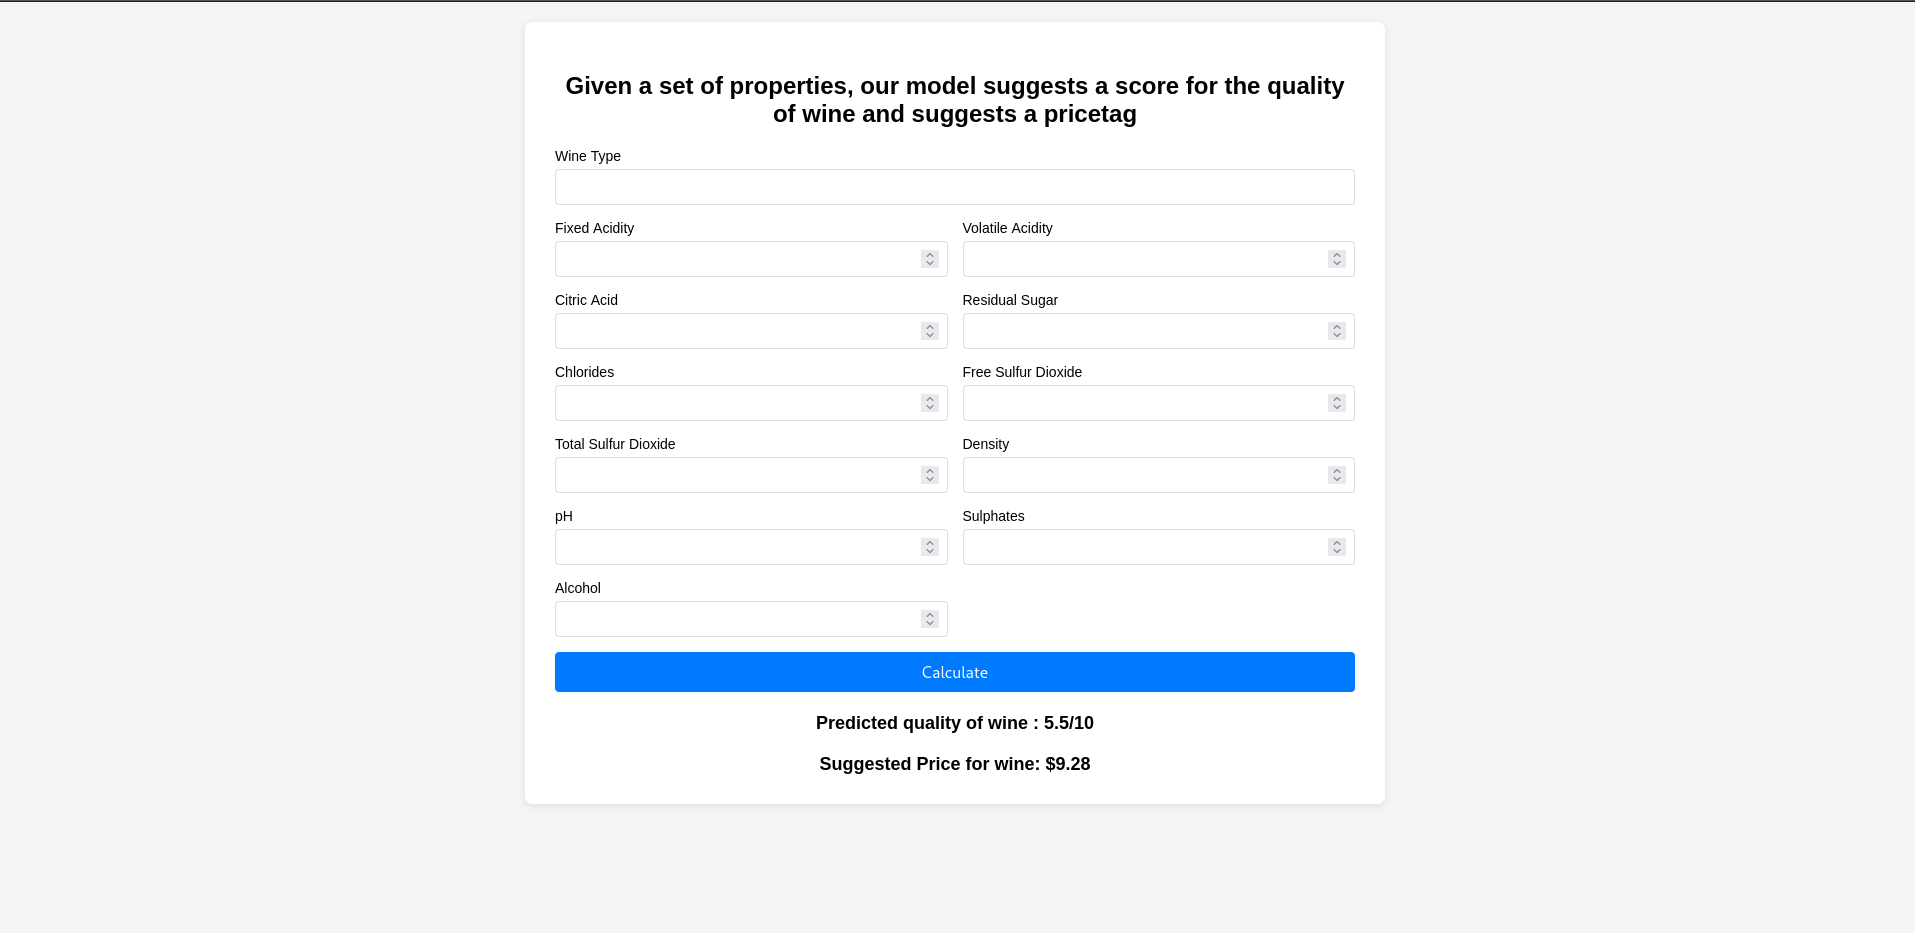 Given a set of properties, our model suggests a score for the quality
of wine and suggests a pricetag
Wine Type
Fixed Acidity
Volatile Acidity
Citric Acid
Residual Sugar
Chlorides
Free Sulfur Dioxide
Total Sulfur Dioxide
Density
pH
Sulphates
Alcohol
Calculate
Predicted quality of wine : 5.5/10
Suggested Price for wine: $9.28